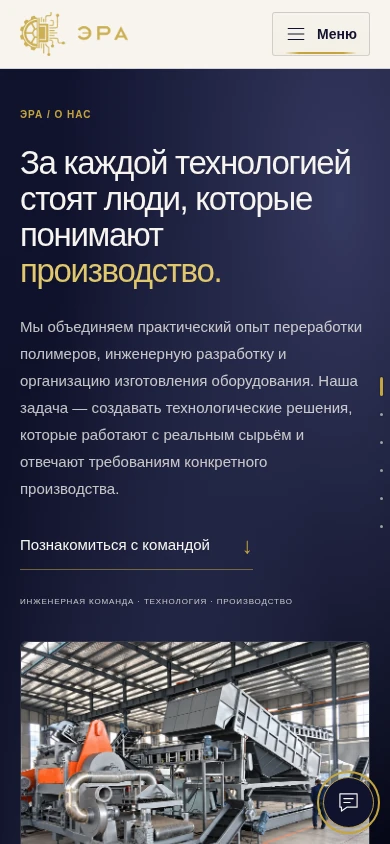 ЭРА
Меню
ЭРА / О НАС
За каждой технологией
стоят люди, которые
понимают
производство.
Мы объединяем практический опыт переработки
полимеров, инженерную разработку и
организацию изготовления оборудования. Наша
задача — создавать технологические решения,
которые работают с реальным сырьём и
отвечают требованиям конкретного
производства.
Познакомиться с командой ↓
ИНЖЕНЕРНАЯ КОМАНДА · ТЕХНОЛОГИЯ · ПРОИЗВОДСТВО